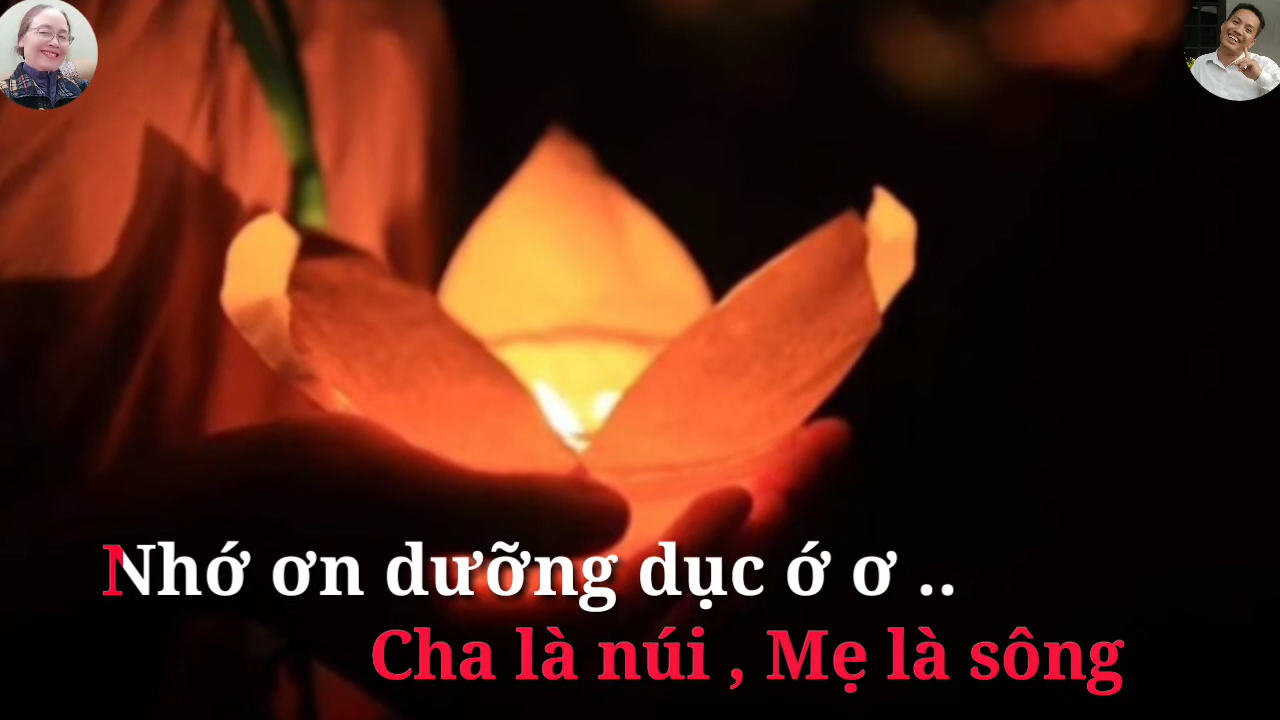 Nhớ ơn dưỡng dục ớ ơ ..
Cha là núi , Mẹ là sông